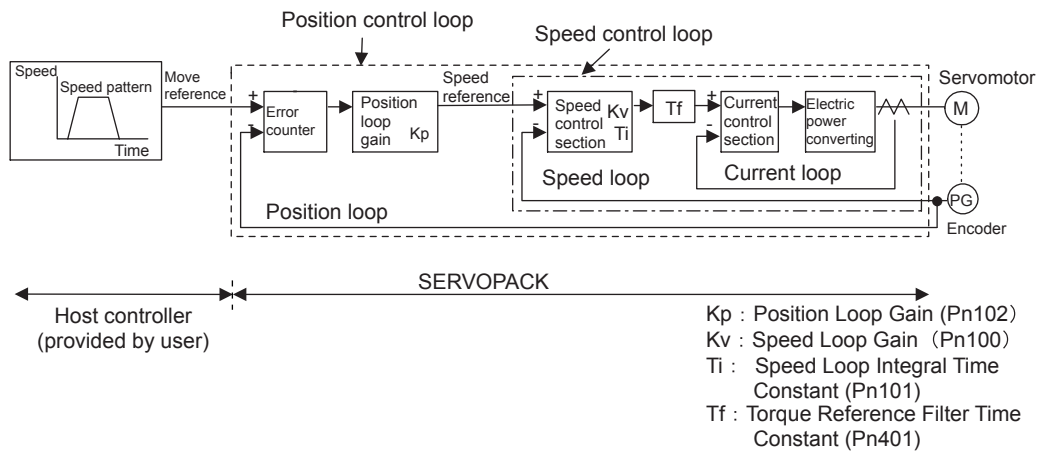 Position control loop
Speed control loop
Speed
Speed pattern
Time
Move
reference
+
-
Error
counter
Position
loop
gain Kp
Speed
reference
+
-
Speed
control
section
Kv
Ti
Tf
+
-
Current
control
section
Electric
power
converting
Servomotor
M
Speed loop
Current loop
Position loop
PG
Encoder
SERVOPACK
Host controller
(provided by user)
Kp : Position Loop Gain (Pn102)
Kv : Speed Loop Gain (Pn100)
Ti : Speed Loop Integral Time
Constant (Pn101)
Tf : Torque Reference Filter Time
Constant (Pn401)